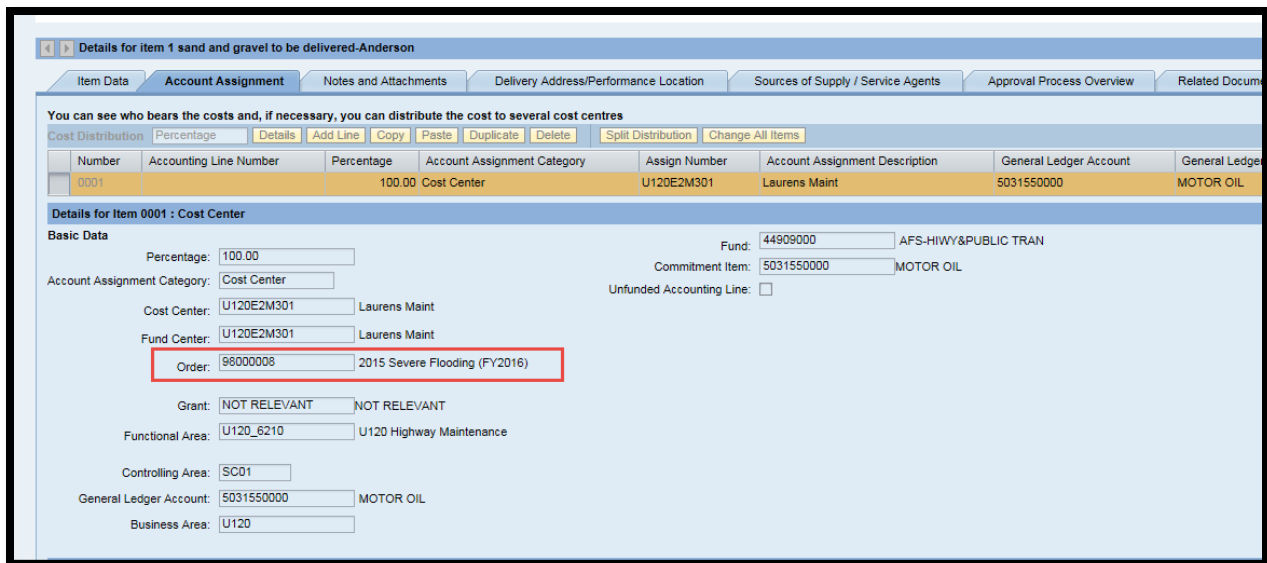 Details for item 1 sand and gravel to be delivered-Anderson
Item Data Account Assignment Notes and Attachments Delivery Address/Performance Location Sources of Supply / Service Agents Approval Process Overview Related Docume
You can see who bears the costs and, if necessary, you can distribute the cost to several cost centres
Cost Distribution Percentage Details Add Line Copy Paste Duplicate Delete Split Distribution Change All Items
Number Accounting Line Number Percentage Account Assignment Category Assign Number Account Assignment Description General Ledger Account General Ledger
0001 100.00 Cost Center U120E2M301 Laurens Maint 5031550000 MOTOR OIL
Details for Item 0001 : Cost Center
Basic Data
Percentage: 100.00
Account Assignment Category: Cost Center
Cost Center: U120E2M301 Laurens Maint
Fund Center: U120E2M301 Laurens Maint
Order: 98000008 2015 Severe Flooding (FY2016)
Grant: NOT RELEVANT NOT RELEVANT
Functional Area: U120_6210 U120 Highway Maintenance
Controlling Area: SC01
General Ledger Account: 5031550000 MOTOR OIL
Business Area: U120
Fund: 44909000 AFS-HIWY&PUBLIC TRAN
Commitment Item: 5031550000 MOTOR OIL
Unfunded Accounting Line: